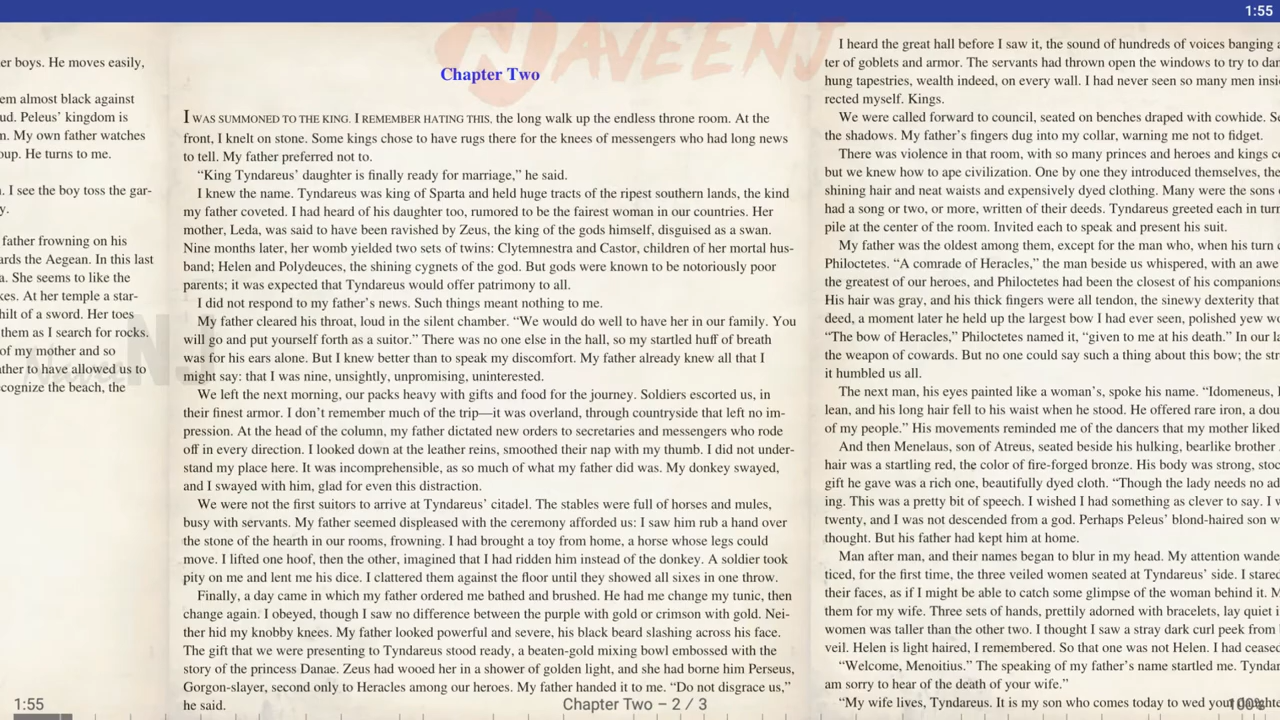 1:55
er boys. He moves easily,
em almost black against
ud. Peleus’ kingdom is
n. My own father watches
oup. He turns to me.
. I see the boy toss the gar-
y.
father frowning on his
ards the Aegean. In this last
a. She seems to like the
kes. At her temple a star-
hilt of a sword. Her toes
them as I search for rocks.
of my mother and so
ather to have allowed us to
ecognize the beach, the
NAVEENJ
Chapter Two
I WAS SUMMONED TO THE KING. I REMEMBER HATING THIS, the long walk up the endless throne room. At the
front, I knelt on stone. Some kings chose to have rugs there for the knees of messengers who had long news
to tell. My father preferred not to.
“King Tyndareus’ daughter is finally ready for marriage,” he said.
I knew the name. Tyndareus was king of Sparta and held huge tracts of the ripest southern lands, the kind
my father coveted. I had heard of his daughter too, rumored to be the fairest woman in our countries. Her
mother, Leda, was said to have been ravished by Zeus, the king of the gods himself, disguised as a swan.
Nine months later, her womb yielded two sets of twins: Clytemnestra and Castor, children of her mortal hus-
band; Helen and Polydeuces, the shining cygnets of the god. But gods were known to be notoriously poor
parents; it was expected that Tyndareus would offer patrimony to all.
I did not respond to my father’s news. Such things meant nothing to me.
My father cleared his throat, loud in the silent chamber. “We would do well to have her in our family. You
will go and put yourself forth as a suitor.” There was no one else in the hall, so my startled huff of breath
was for his ears alone. But I knew better than to speak my discomfort. My father already knew all that I
might say: that I was nine, unsightly, unpromising, uninterested.
We left the next morning, our packs heavy with gifts and food for the journey. Soldiers escorted us, in
their finest armor. I don’t remember much of the trip—it was overland, through countryside that left no im-
pression. At the head of the column, my father dictated new orders to secretaries and messengers who rode
off in every direction. I looked down at the leather reins, smoothed their nap with my thumb. I did not under-
stand my place here. It was incomprehensible, as so much of what my father did was. My donkey swayed,
and I swayed with him, glad for even this distraction.
We were not the first suitors to arrive at Tyndareus’ citadel. The stables were full of horses and mules,
busy with servants. My father seemed displeased with the ceremony afforded us: I saw him rub a hand over
the stone of the hearth in our rooms, frowning. I had brought a toy from home, a horse whose legs could
move. I lifted one hoof, then the other, imagined that I had ridden him instead of the donkey. A soldier took
pity on me and lent me his dice. I clattered them against the floor until they showed all sixes in one throw.
Finally, a day came in which my father ordered me bathed and brushed. He had me change my tunic, then
change again. I obeyed, though I saw no difference between the purple with gold or crimson with gold. Nei-
ther hid my knobby knees. My father looked powerful and severe, his black beard slashing across his face.
The gift that we were presenting to Tyndareus stood ready, a beaten-gold mixing bowl embossed with the
story of the princess Danae. Zeus had wooed her in a shower of golden light, and she had borne him Perseus,
Gorgon-slayer, second only to Heracles among our heroes. My father handed it to me. “Do not disgrace us,”
he said.
I heard the great hall before I saw it, the sound of hundreds of voices banging
ter of goblets and armor. The servants had thrown open the windows to try to dam
hung tapestries, wealth indeed, on every wall. I had never seen so many men insi
rected myself. Kings.
We were called forward to council, seated on benches draped with cowhide. Se
the shadows. My father’s fingers dug into my collar, warning me not to fidget.
There was violence in that room, with so many princes and heroes and kings co
but we knew how to ape civilization. One by one they introduced themselves, the
shining hair and neat waists and expensively dyed clothing. Many were the sons
had a song or two, or more, written of their deeds. Tyndareus greeted each in turn
pile at the center of the room. Invited each to speak and present his suit.
My father was the oldest among them, except for the man who, when his turn c
Philoctetes. “A comrade of Heracles,” the man beside us whispered, with an awe
the greatest of our heroes, and Philoctetes had been the closest of his companions
His hair was gray, and his thick fingers were all tendon, the sinewy dexterity that
deed, a moment later he held up the largest bow I had ever seen, polished yew wo
“The bow of Heracles,” Philoctetes named it, “given to me at his death.” In our la
the weapon of cowards. But no one could say such a thing about this bow; the str
it humbled us all.
The next man, his eyes painted like a woman’s, spoke his name. “Idomeneus,
lean, and his long hair fell to his waist when he stood. He offered rare iron, a dou
of my people.” His movements reminded me of the dancers that my mother liked
And then Menelaus, son of Atreus, seated beside his hulking, bearlike brother
hair was a startling red, the color of fire-forged bronze. His body was strong, stoc
gift he gave was a rich one, beautifully dyed cloth. “Though the lady needs no ad
ing. This was a pretty bit of speech. I wished I had something as clever to say. I w
twenty, and I was not descended from a god. Perhaps Peleus’ blond-haired son w
thought. But his father had kept him at home.
Man after man, and their names began to blur in my head. My attention wande
ticed, for the first time, the three veiled women seated at Tyndareus’ side. I stared
their faces, as if I might be able to catch some glimpse of the woman behind it. M
them for my wife. Three sets of hands, prettily adorned with bracelets, lay quiet i
women was taller than the other two. I thought I saw a stray dark curl peek from
veil. Helen is light haired, I remembered. So that one was not Helen. I had ceased
“Welcome, Menoitius.” The speaking of my father’s name startled me. Tyndar
am sorry to hear of the death of your wife.”
“My wife lives, Tyndareus. It is my son who comes today to wed your daughte
1:55
Chapter Two – 2 / 3
100%